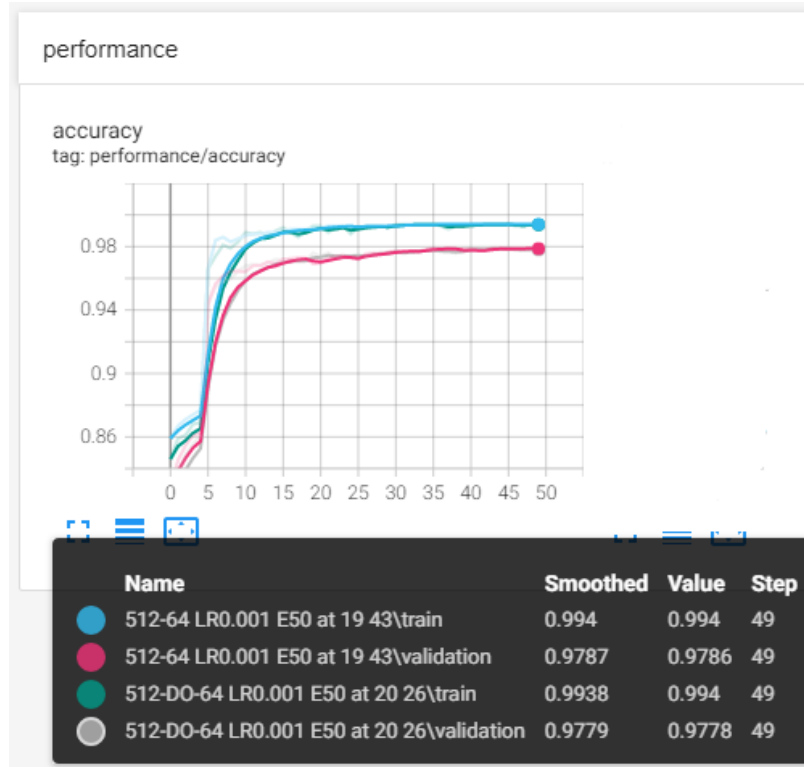 performance
accuracy
tag: performance/accuracy
0.98
0.94
0.9
0.86
0 5 10 15 20 25 30 35 40 45 50
Name Smoothed Value Step
512-64 LR0.001 E50 at 19 43\train 0.994 0.994 49
512-64 LR0.001 E50 at 19 43\validation 0.9787 0.9786 49
512-DO-64 LR0.001 E50 at 20 26\train 0.9938 0.994 49
512-DO-64 LR0.001 E50 at 20 26\validation 0.9779 0.9778 49